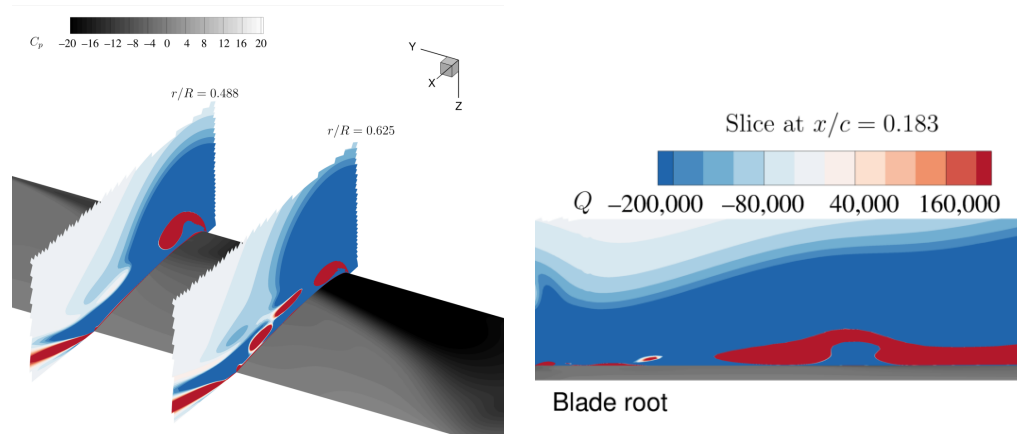 C_p −20 −16 −12 −8 −4 0 4 8 12 16 20
Y
X
Z
r/R = 0.488
r/R = 0.625
Slice at x/c = 0.183
Q −200,000 −80,000 40,000 160,000
Blade root